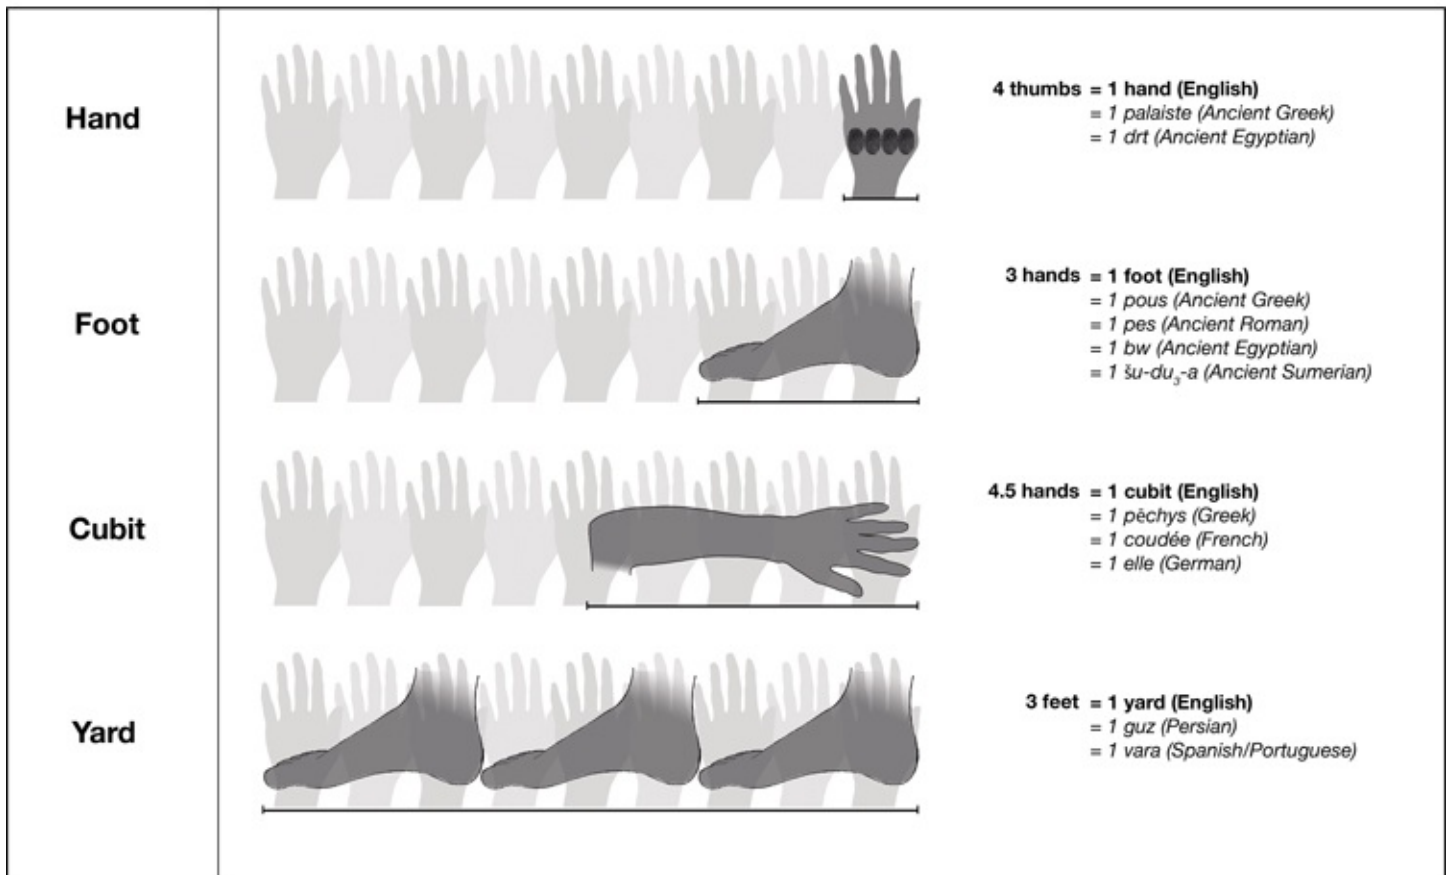 Hand
4 thumbs = 1 hand (English)
= 1 palaiste (Ancient Greek)
= 1 drt (Ancient Egyptian)
Foot
3 hands = 1 foot (English)
= 1 pous (Ancient Greek)
= 1 pes (Ancient Roman)
= 1 bw (Ancient Egyptian)
= 1 šu-du₃-a (Ancient Sumerian)
Cubit
4.5 hands = 1 cubit (English)
= 1 pêchys (Greek)
= 1 coudée (French)
= 1 elle (German)
Yard
3 feet = 1 yard (English)
= 1 guz (Persian)
= 1 vara (Spanish/Portuguese)